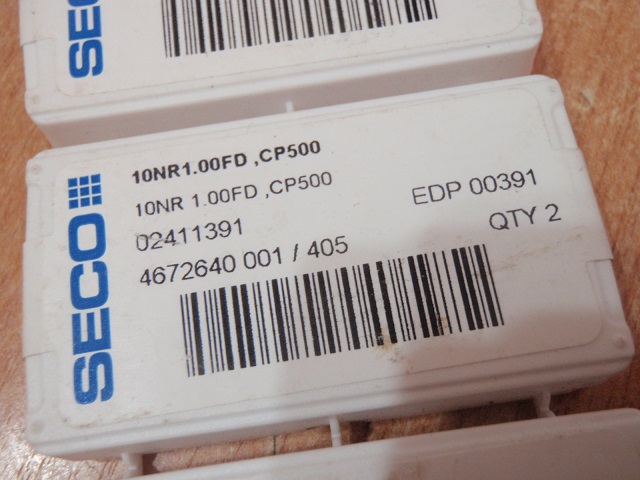 SECO
SECO
10NR1.00FD ,CP500
10NR 1.00FD ,CP500
02411391
EDP 00391
4672640 001 / 405
QTY 2